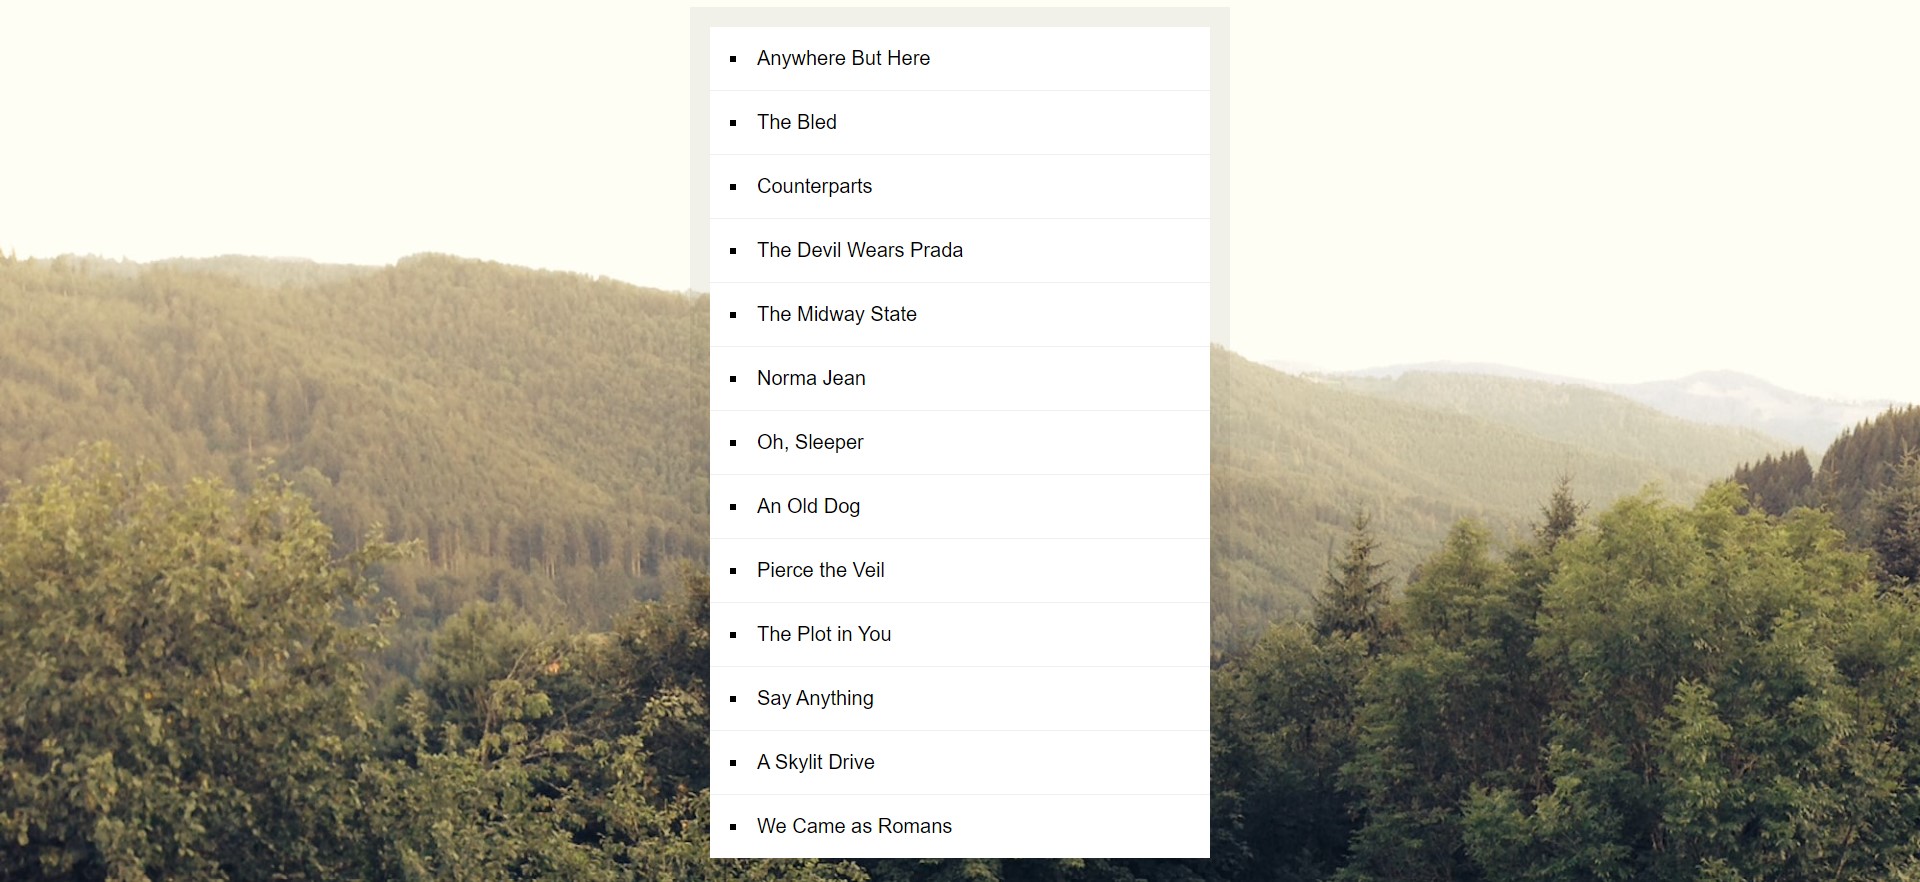 Anywhere But Here
The Bled
Counterparts
The Devil Wears Prada
The Midway State
Norma Jean
Oh, Sleeper
An Old Dog
Pierce the Veil
The Plot in You
Say Anything
A Skylit Drive
We Came as Romans